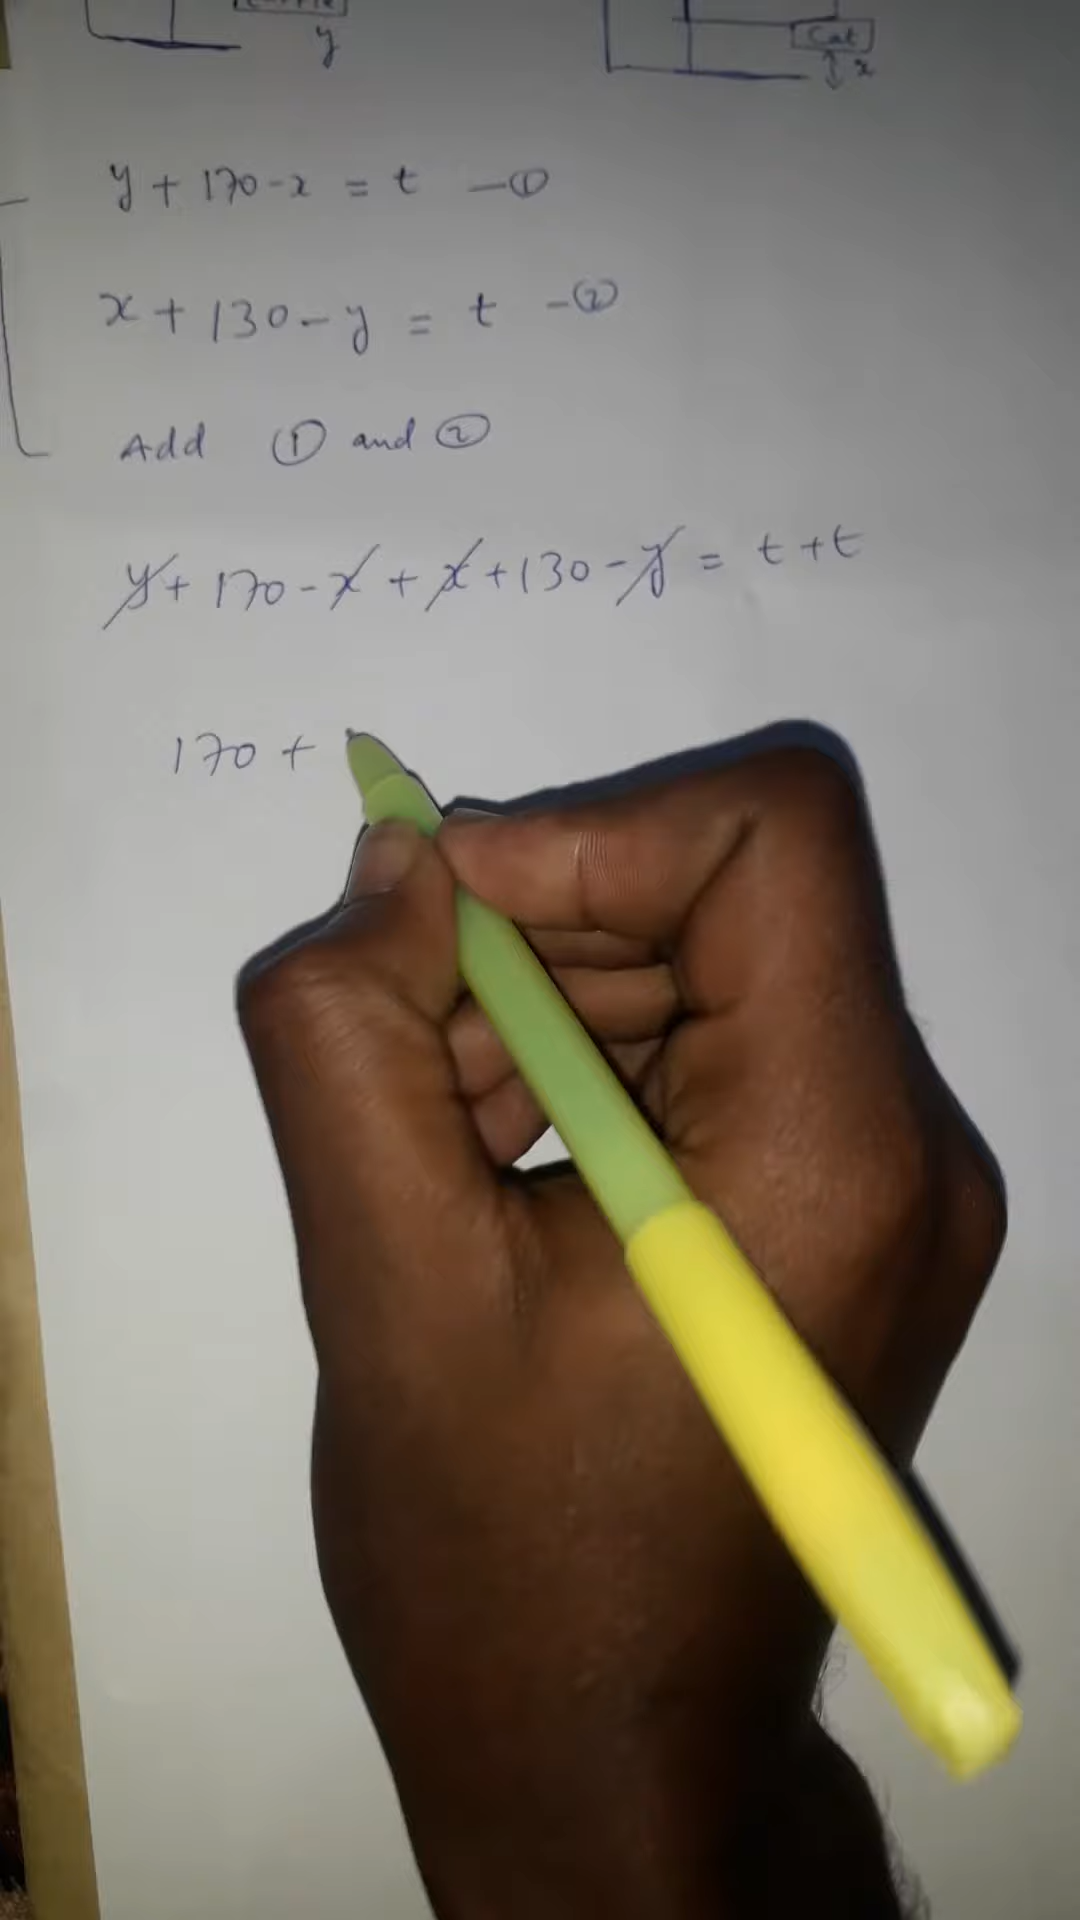 y
Cat
x
y + 170 - x = t - ①
x + 130 - y = t - ②
Add ① and ②
y + 170 - x + x + 130 - y = t + t
170 +